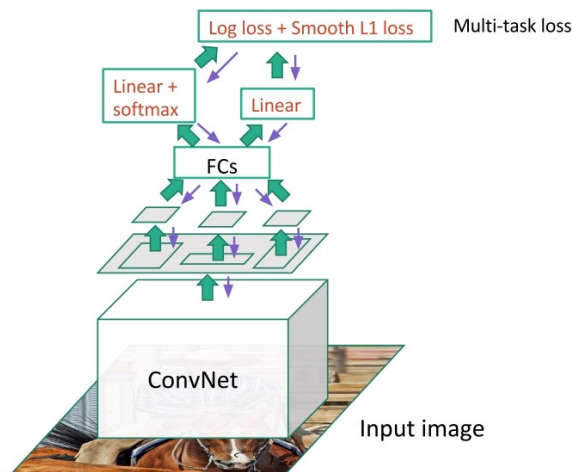 Log loss + Smooth L1 loss
Multi-task loss
Linear +
softmax
Linear
FCs
ConvNet
Input image